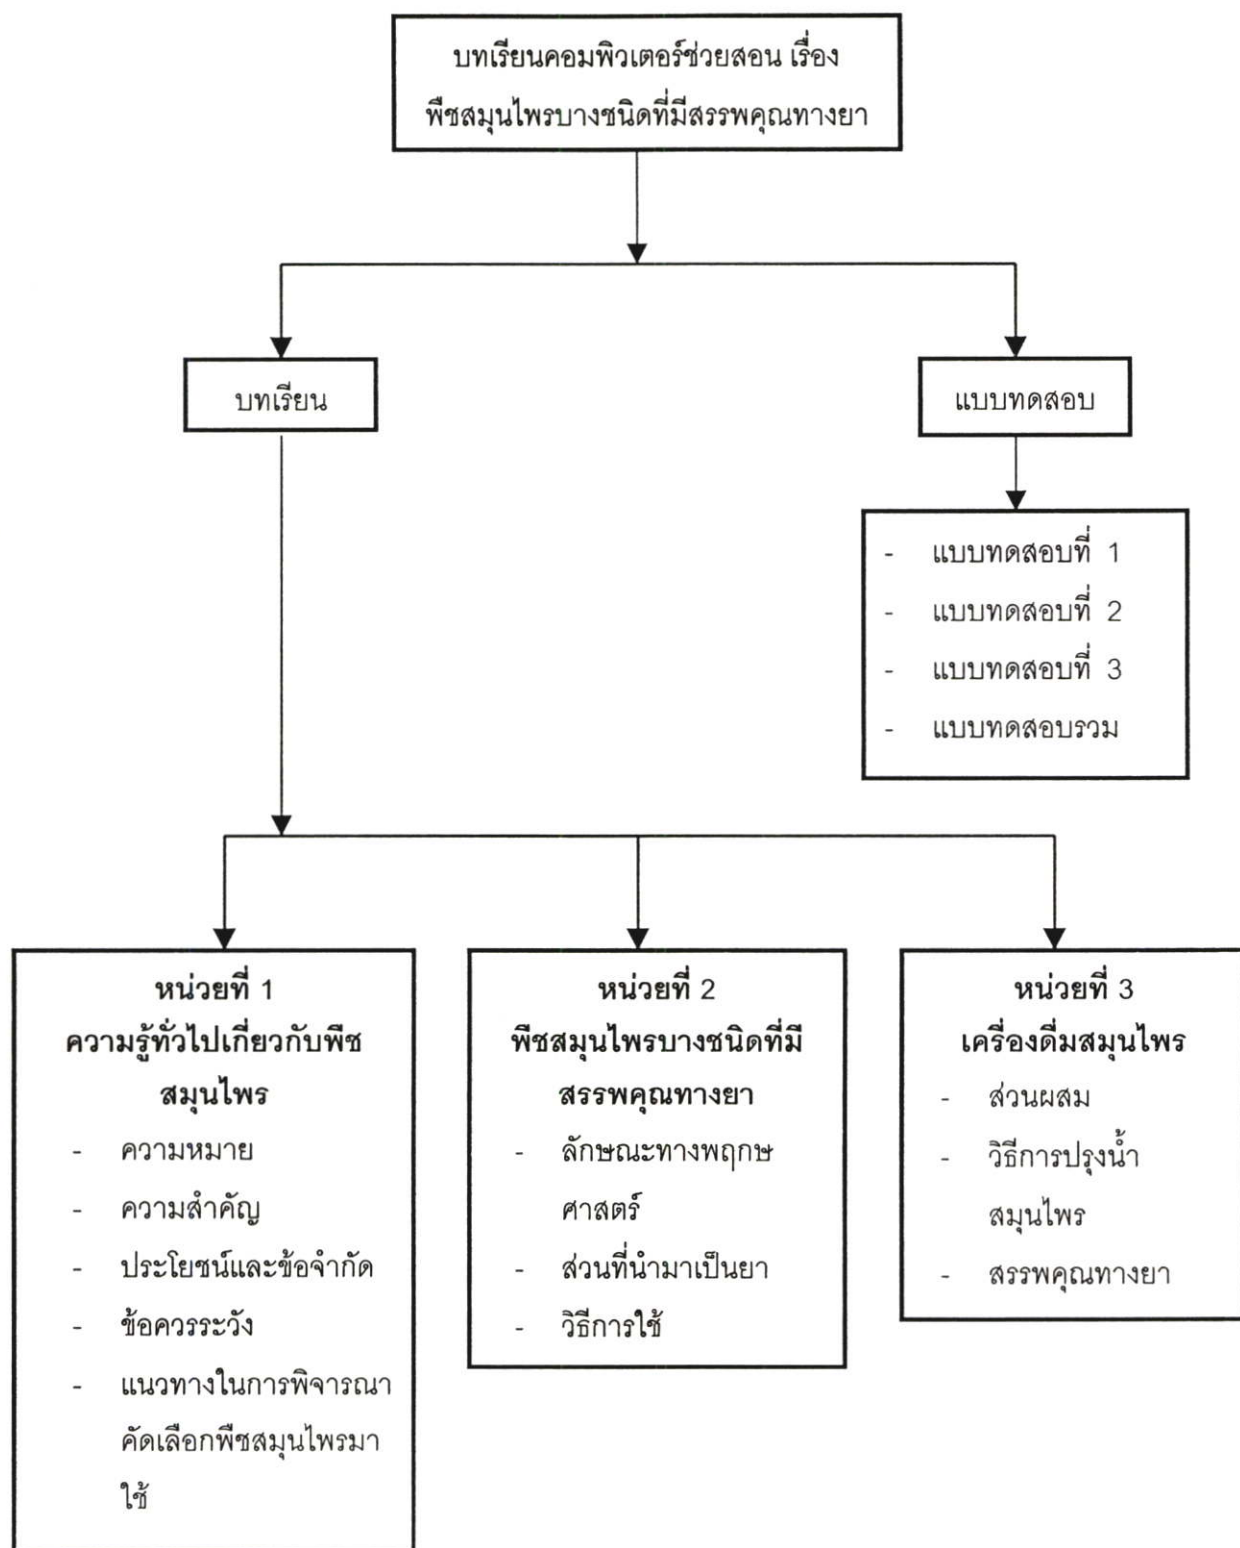 บทเรียนคอมพิวเตอร์ช่วยสอน เรื่อง
พืชสมุนไพรบางชนิดที่มีสรรพคุณทางยา
บทเรียน
แบบทดสอบ
- แบบทดสอบที่ 1
- แบบทดสอบที่ 2
- แบบทดสอบที่ 3
- แบบทดสอบรวม
หน่วยที่ 1
ความรู้ทั่วไปเกี่ยวกับพืช
สมุนไพร
- ความหมาย
- ความสำคัญ
- ประโยชน์และข้อจำกัด
- ข้อควรระวัง
- แนวทางในการพิจารณา
คัดเลือกพืชสมุนไพรมา
ใช้
หน่วยที่ 2
พืชสมุนไพรบางชนิดที่มี
สรรพคุณทางยา
- ลักษณะทางพฤกษ
ศาสตร์
- ส่วนที่นำมาเป็นยา
- วิธีการใช้
หน่วยที่ 3
เครื่องดื่มสมุนไพร
- ส่วนผสม
- วิธีการปรุงน้ำ
สมุนไพร
- สรรพคุณทางยา